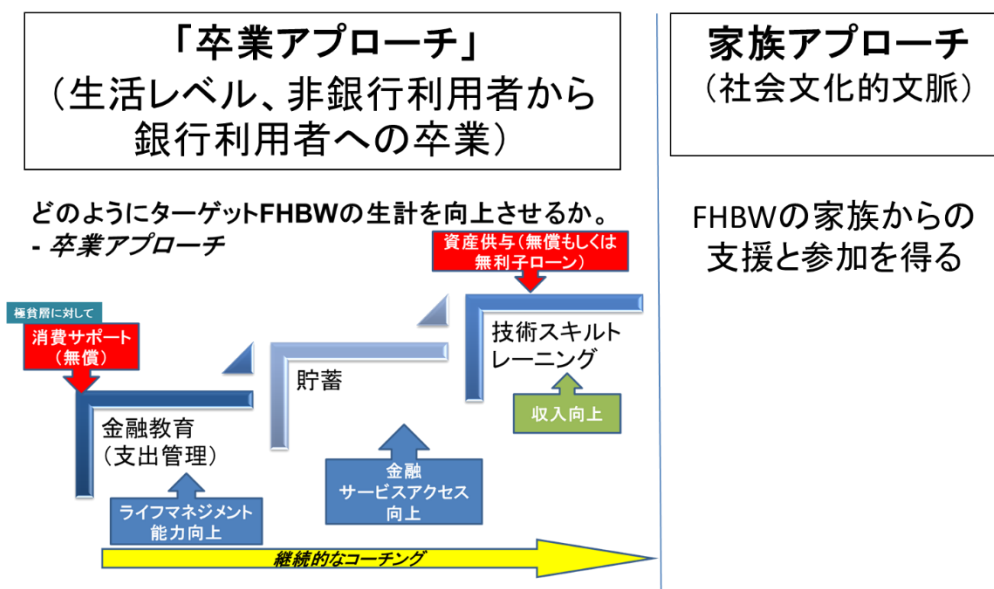 「卒業アプローチ」
（生活レベル、非銀行利用者から
銀行利用者への卒業）
家族アプローチ
（社会文化的文脈）
どのようにターゲットFHBWの生計を向上させるか。
- 卒業アプローチ
FHBWの家族からの
支援と参加を得る
資産供与（無償もしくは
無利子ローン）
極貧層に対して
消費サポート
（無償）
技術スキルト
レーニング
貯蓄
金融教育
（支出管理）
収入向上
金融
サービスアクセス
向上
ライフマネジメント
能力向上
継続的なコーチング